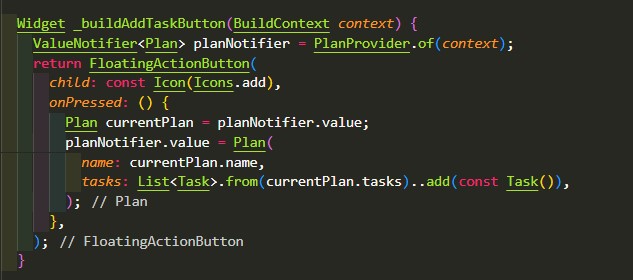 Widget _buildAddTaskButton(BuildContext context) {
ValueNotifier<Plan> planNotifier = PlanProvider.of(context);
return FloatingActionButton(
child: const Icon(Icons.add),
onPressed: () {
Plan currentPlan = planNotifier.value;
planNotifier.value = Plan(
name: currentPlan.name,
tasks: List<Task>.from(currentPlan.tasks)..add(const Task()),
); // Plan
},
); // FloatingActionButton
}